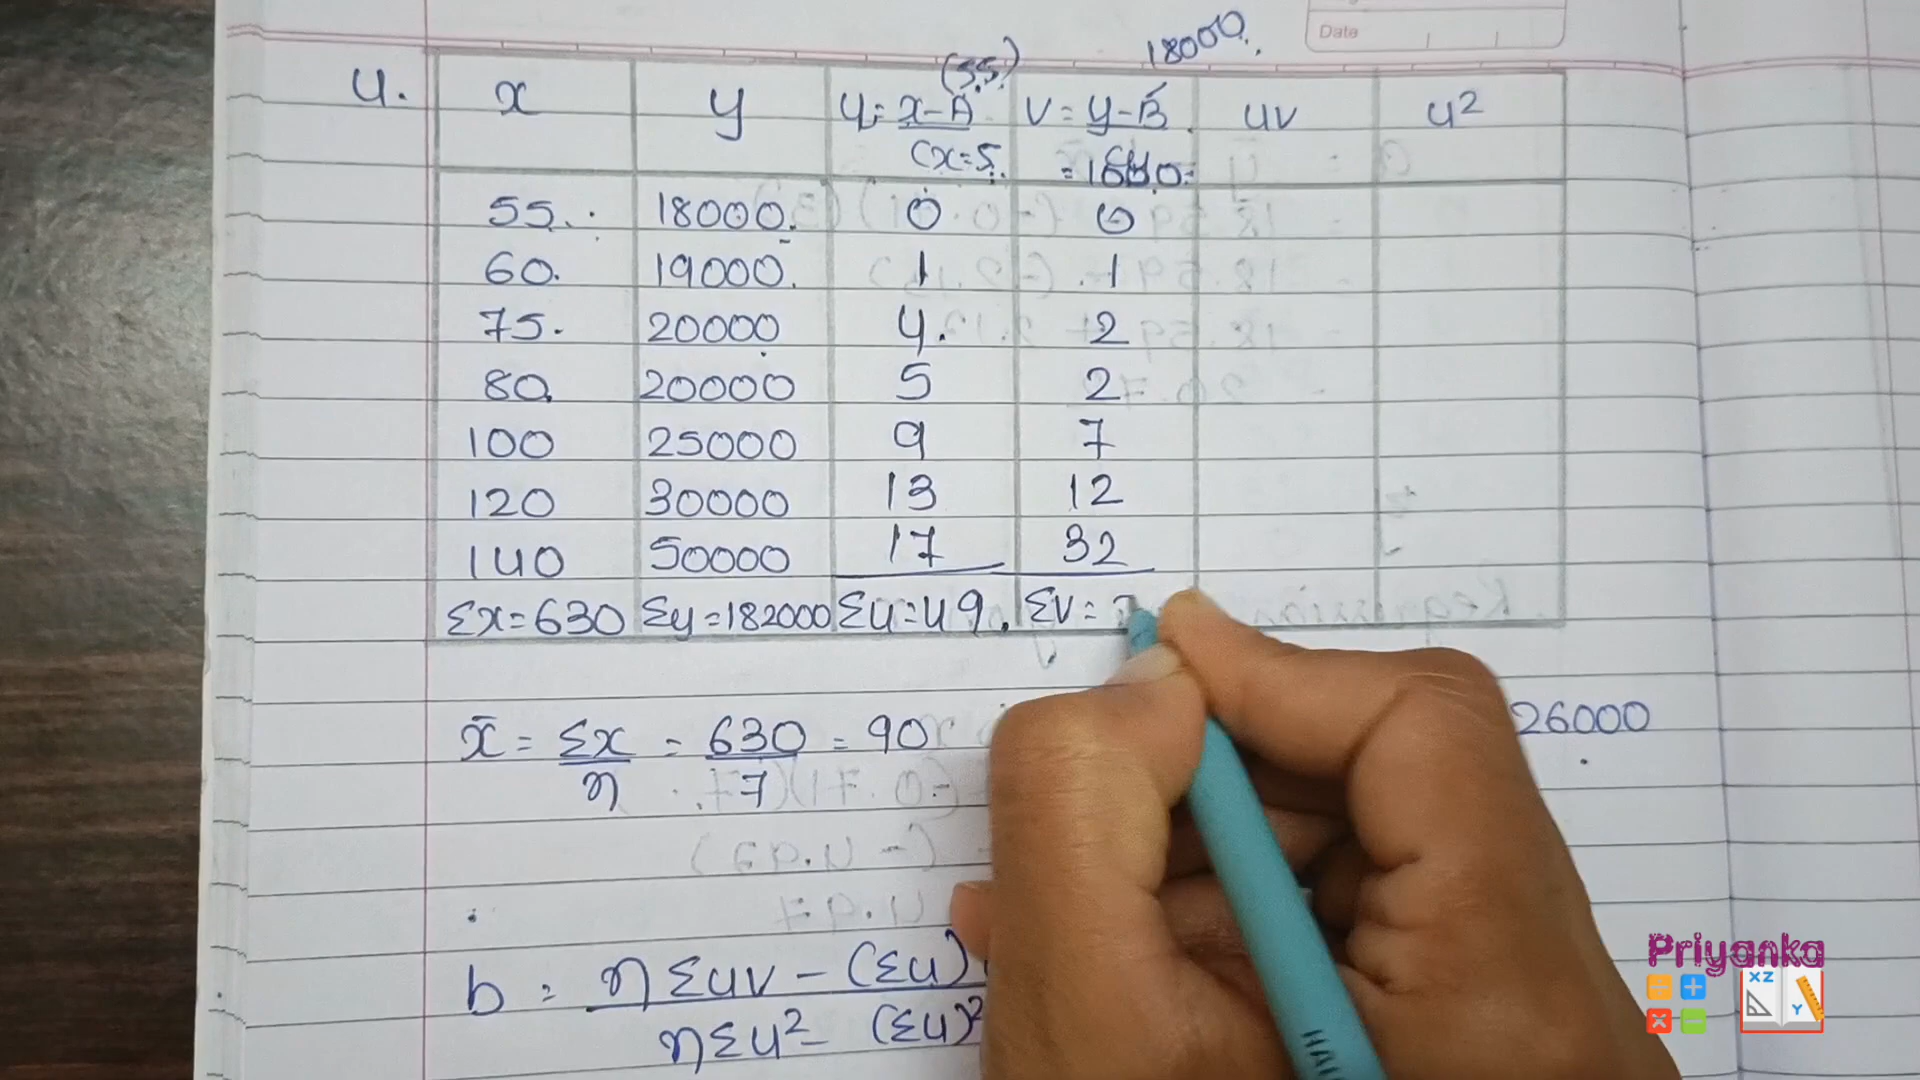 Date
(55) 18000.
4. x y u = x-A v = y-B uv u2
Cx=5.
55. 18000. 0 0
60. 19000. 1 1
75. 20000 4. 2
80. 20000 5 2
100 25000 9 7
120 30000 13 12
140 50000 17 32
Σx=630 Σy=182000 Σu=49. Σv=
x̄ = Σx = 630 = 90 26000
n 7
b = nΣuv - (Σu)
nΣu2 - (Σu)2
Priyanka
XZ
Y